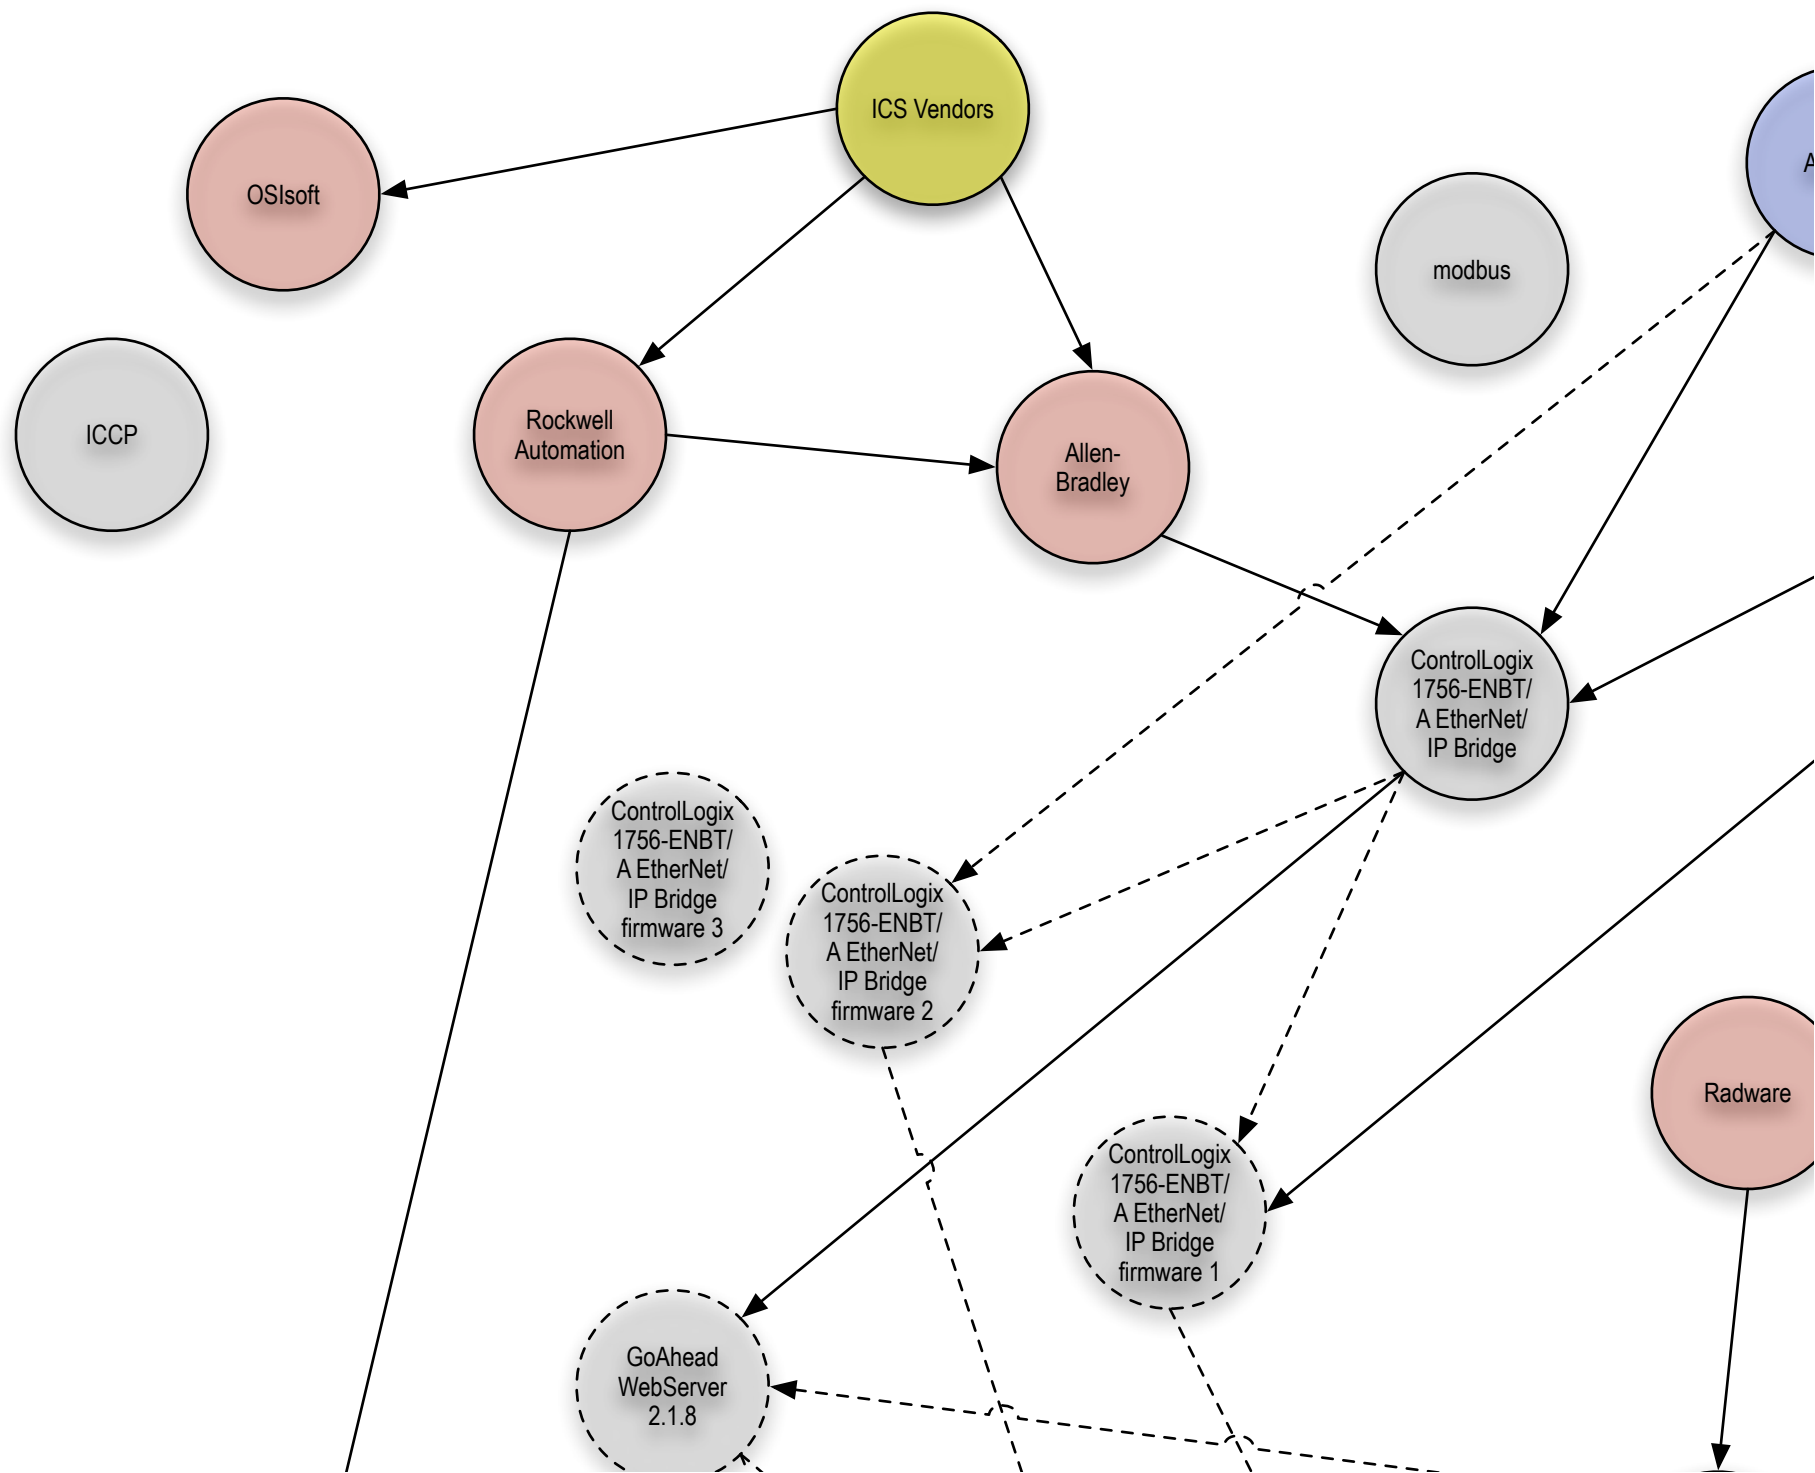 ICS Vendors
A
OSIsoft
modbus
ICCP
Rockwell
Automation
Allen-
Bradley
ControlLogix
1756-ENBT/
A EtherNet/
IP Bridge
ControlLogix
1756-ENBT/
A EtherNet/
IP Bridge
firmware 3
ControlLogix
1756-ENBT/
A EtherNet/
IP Bridge
firmware 2
Radware
ControlLogix
1756-ENBT/
A EtherNet/
IP Bridge
firmware 1
GoAhead
WebServer
2.1.8